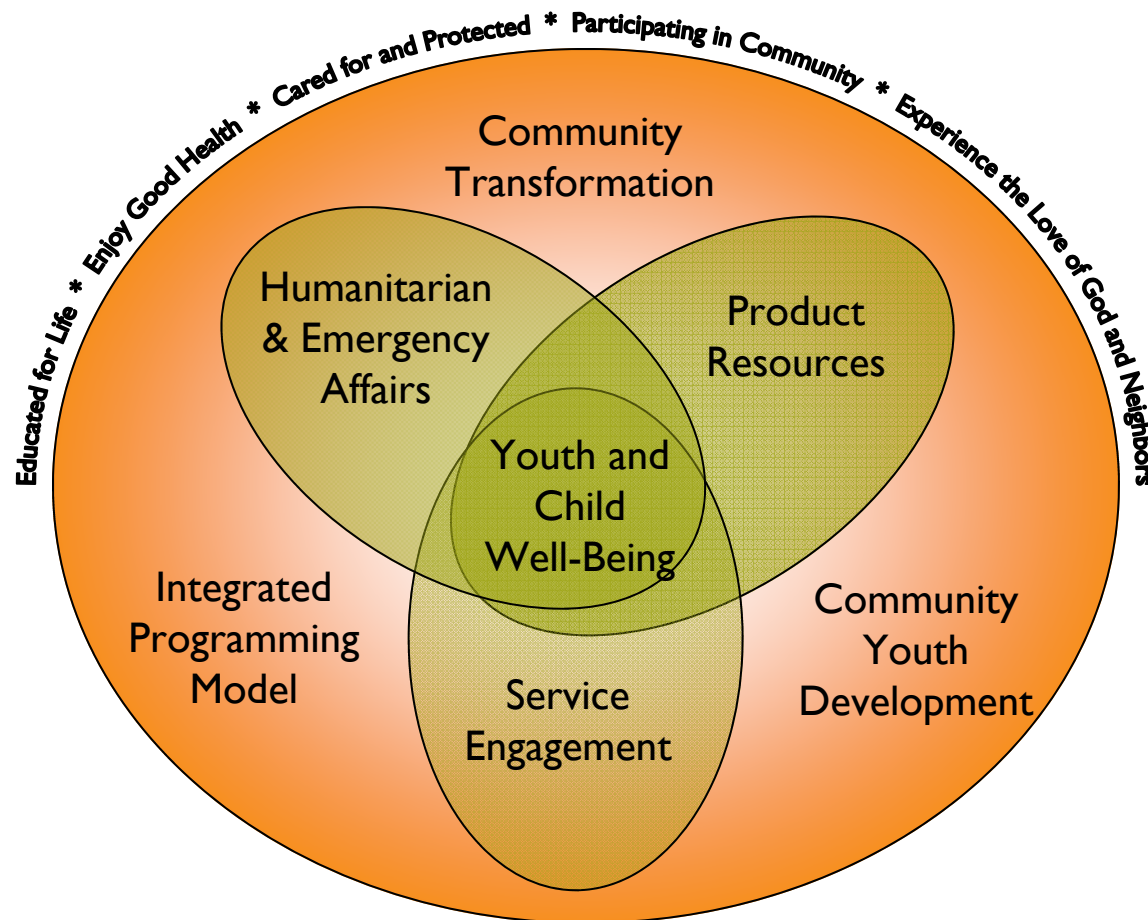 Educated for Life * Enjoy Good Health * Cared for and Protected * Participating in Community * Experience the Love of God and Neighbors
Community
Transformation
Humanitarian
& Emergency
Affairs
Product
Resources
Youth and
Child
Well-Being
Integrated
Programming
Model
Community
Youth
Development
Service
Engagement